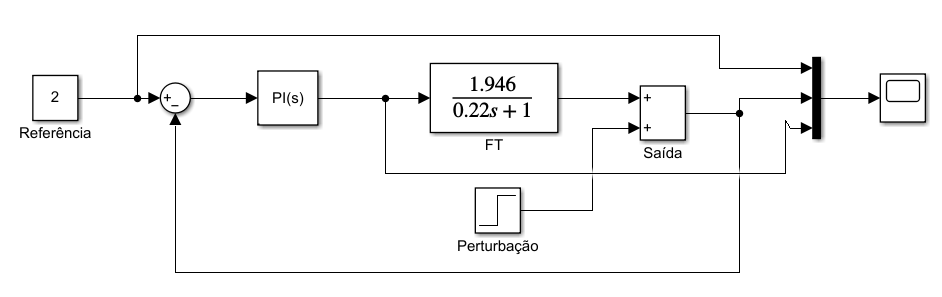 2
Referência
+
−
PI(s)
1.946
0.22s + 1
FT
+
+
Saída
Perturbação